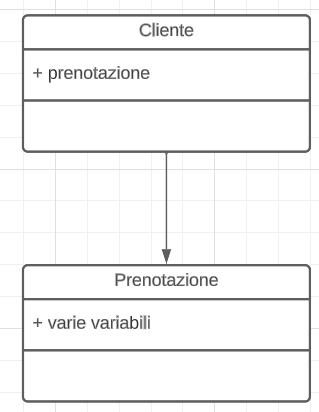 Cliente
+ prenotazione
Prenotazione
+ varie variabili